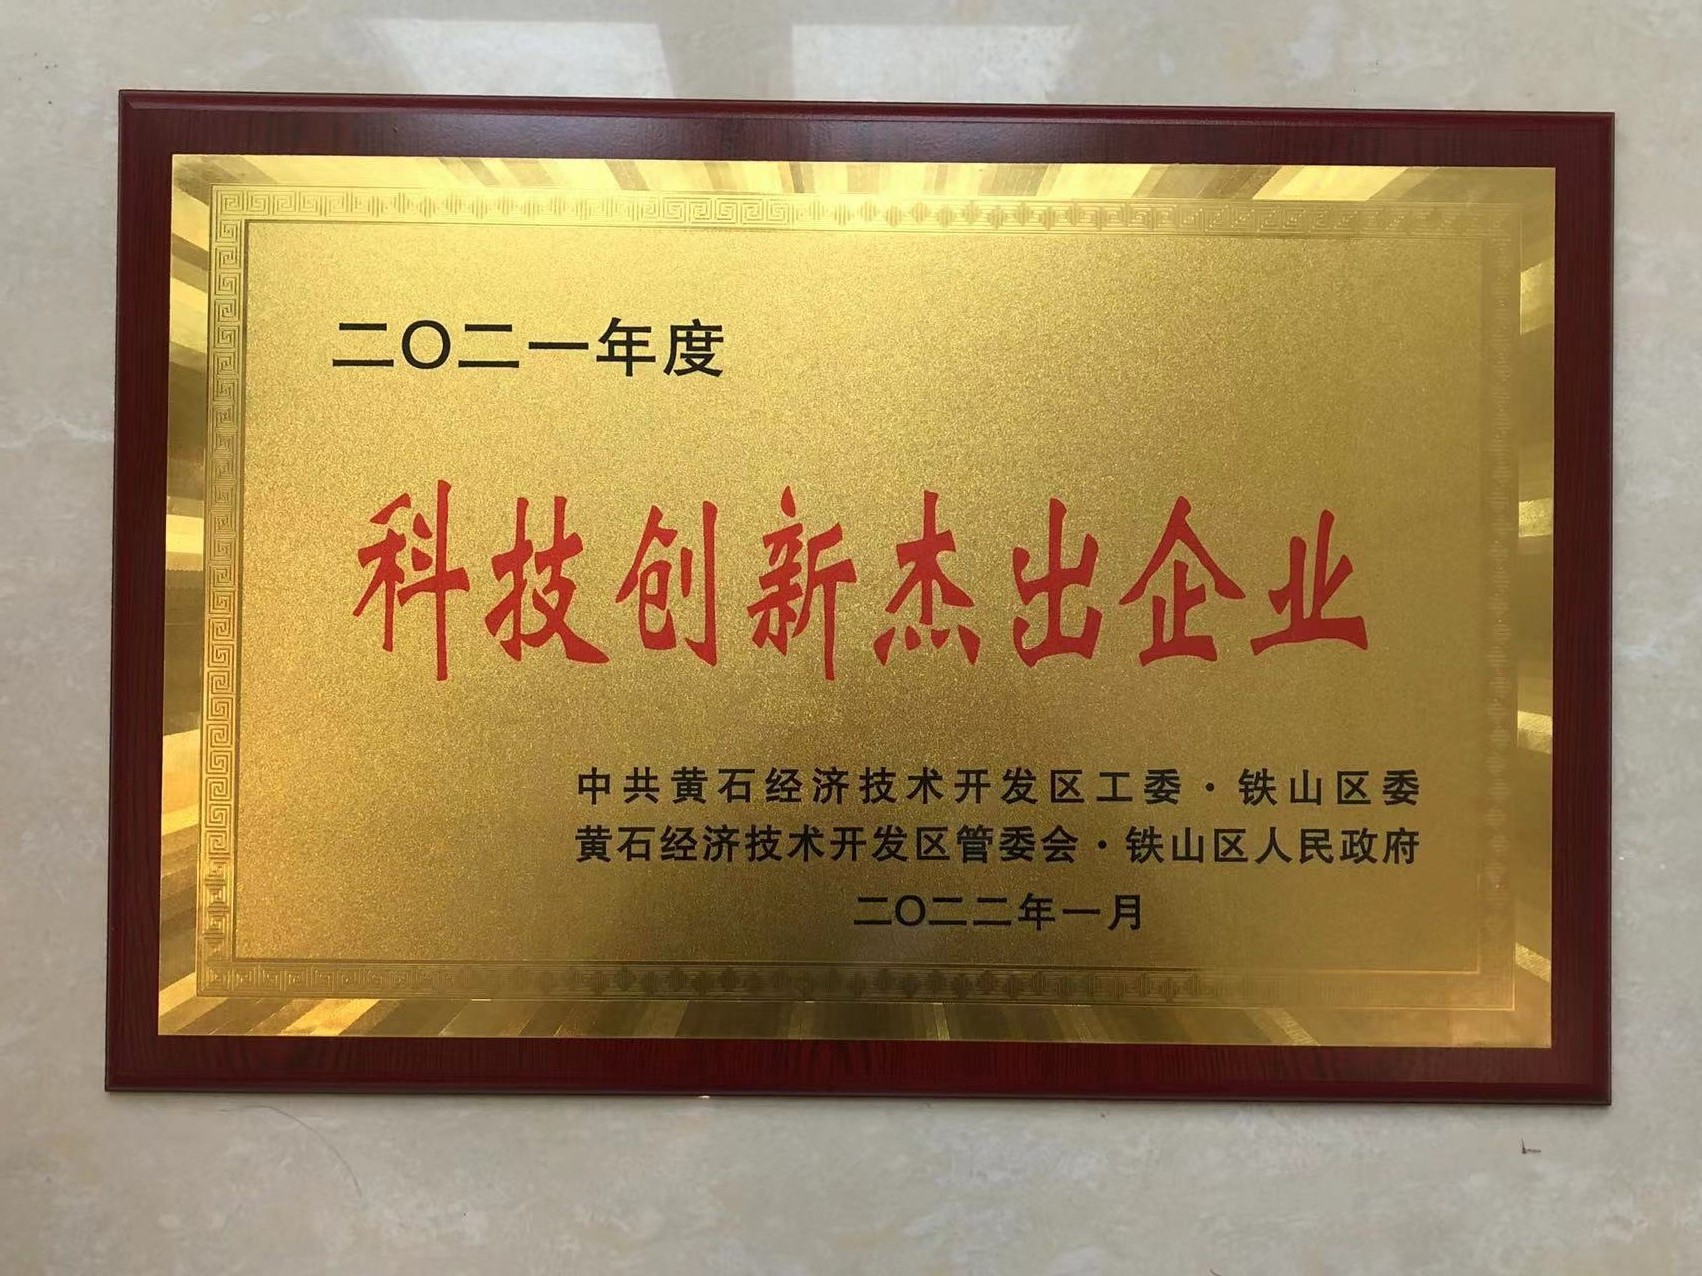 二〇二一年度
科技创新杰出企业
中共黄石经济技术开发区工委·铁山区委
黄石经济技术开发区管委会·铁山区人民政府
二〇二二年一月